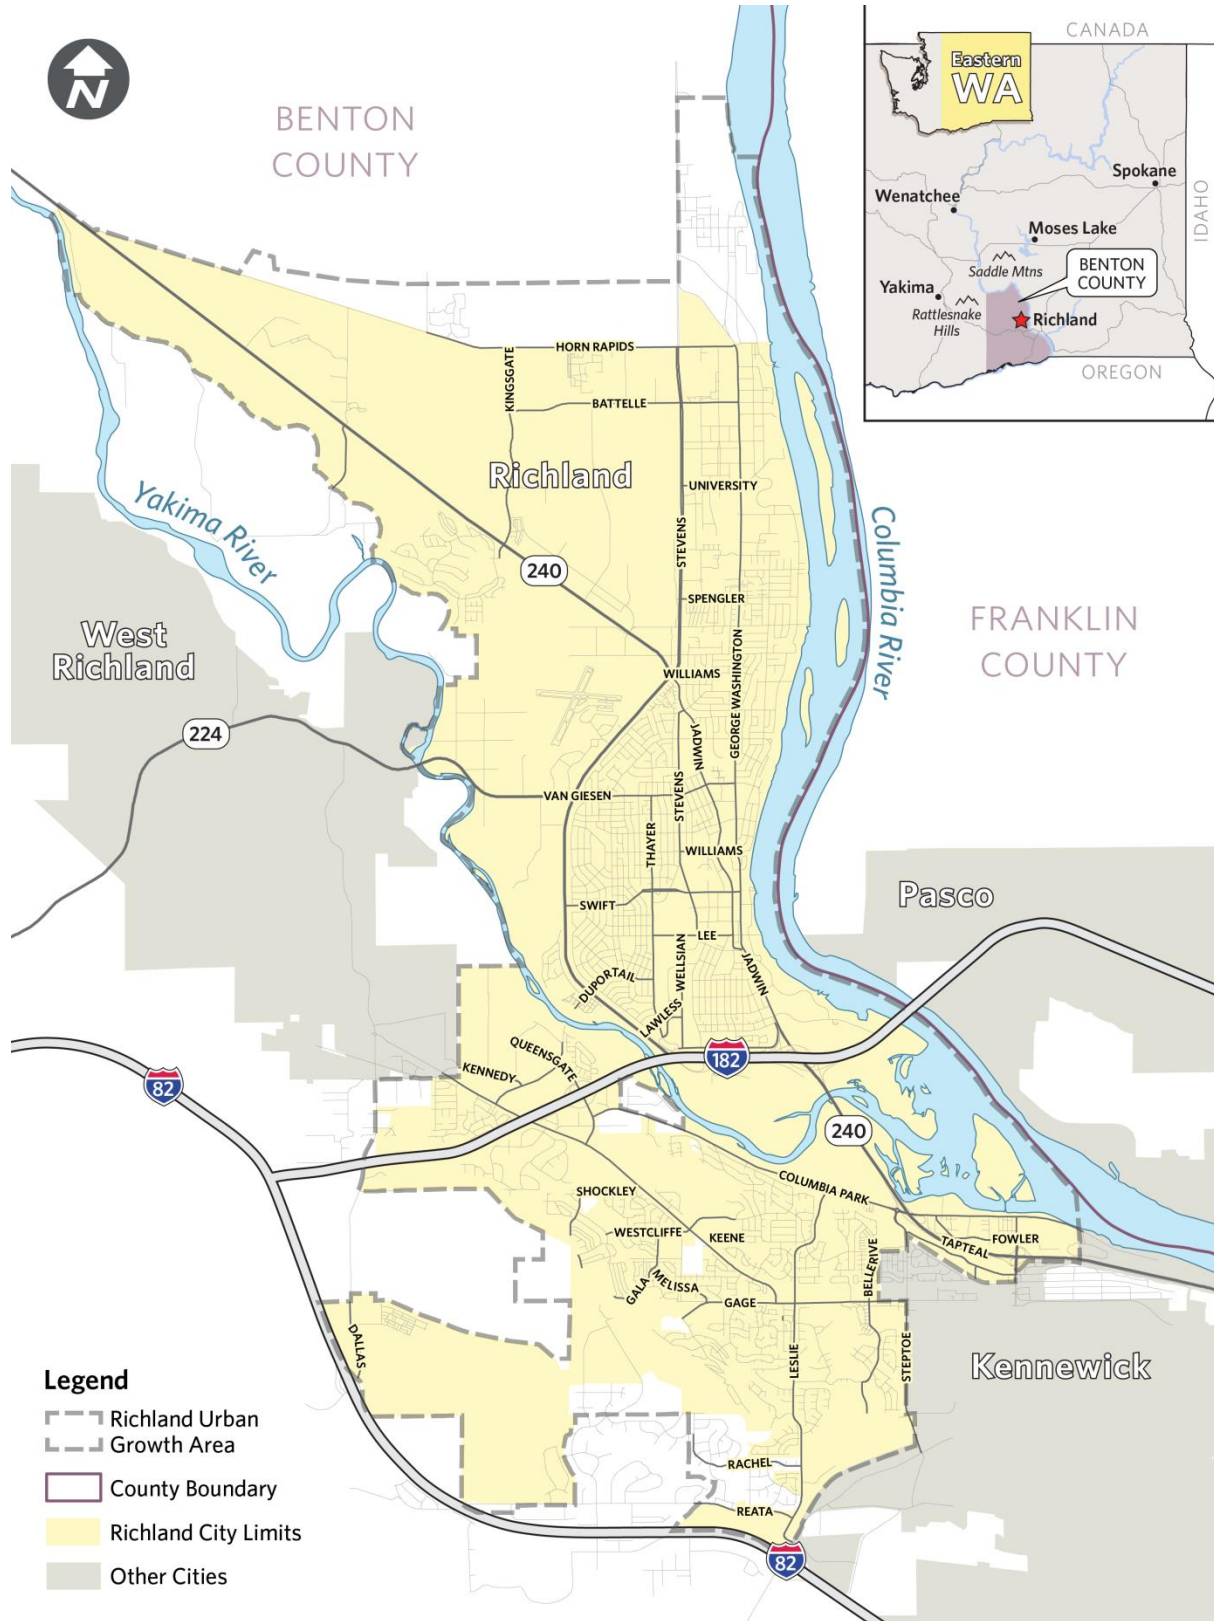 N
BENTON
COUNTY
CANADA
Eastern
WA
Spokane
Wenatchee
IDAHO
Moses Lake
Saddle Mtns
BENTON
COUNTY
Yakima
Rattlesnake
Hills
Richland
OREGON
HORN RAPIDS
KINGSGATE
BATTELLE
Richland
UNIVERSITY
Yakima River
Columbia River
STEVENS
240
SPENGLER
West
Richland
FRANKLIN
COUNTY
WILLIAMS
GEORGE WASHINGTON
224
JADWIN
VAN GIESEN
STEVENS
THAYER
WILLIAMS
Pasco
SWIFT
LEE
WELLSIAN
JADWIN
DUPORTAIL
LAWLESS
QUEENSGATE
182
KENNEDY
82
240
SHOCKLEY
COLUMBIA PARK
WESTCLIFFE
KEENE
FOWLER
TAPTEAL
BELLERIVE
GALA
MELISSA
GAGE
DALLAS
LESLIE
STEPTOE
Kennewick
RACHEL
REATA
82
Legend
Richland Urban
Growth Area
County Boundary
Richland City Limits
Other Cities